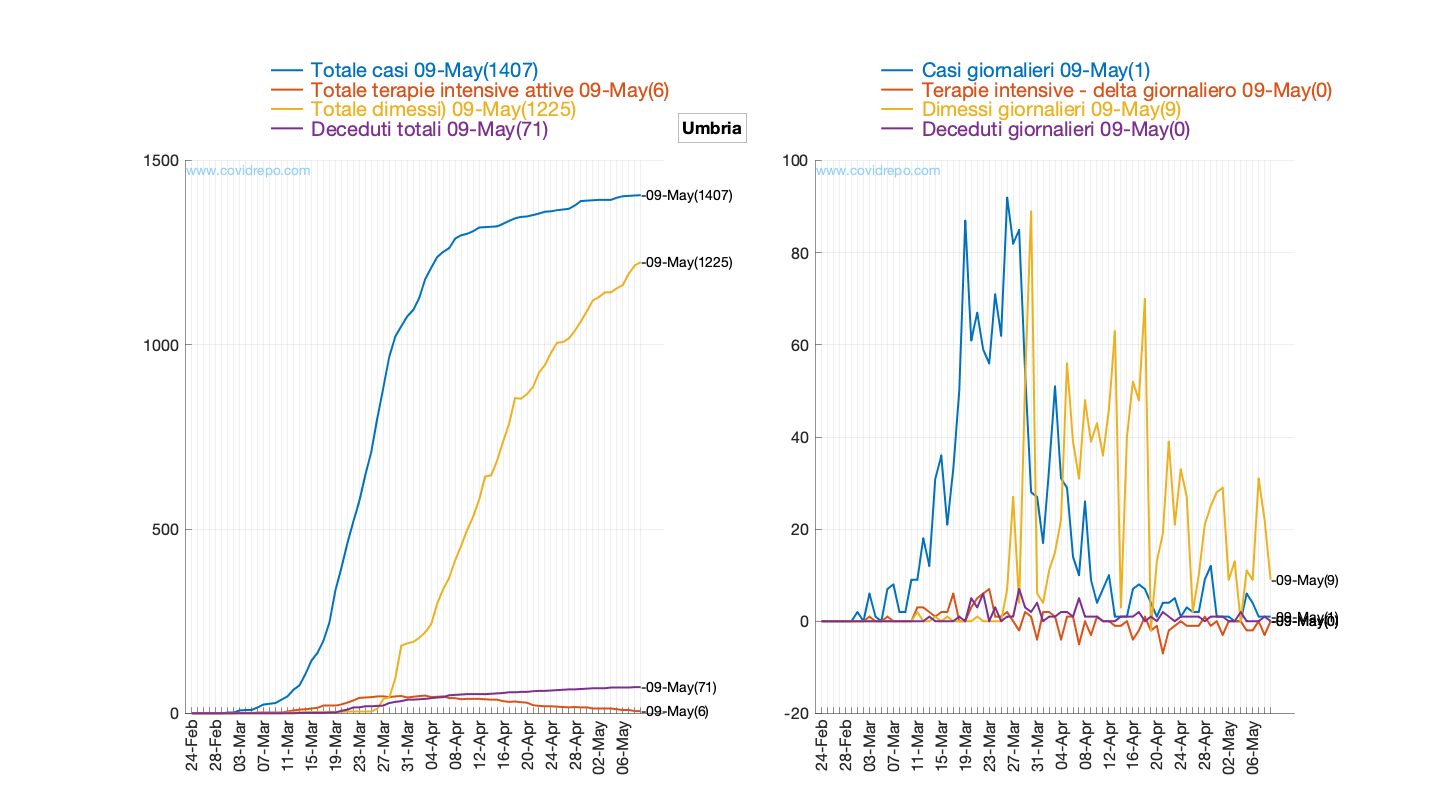 Totale casi 09-May(1407)
Totale terapie intensive attive 09-May(6)
Totale dimessi) 09-May(1225)
Deceduti totali 09-May(71)
Umbria
Casi giornalieri 09-May(1)
Terapie intensive - delta giornaliero 09-May(0)
Dimessi giornalieri 09-May(9)
Deceduti giornalieri 09-May(0)
www.covidrepo.com
1500
1000
500
0
-09-May(1407)
-09-May(1225)
-09-May(71)
-09-May(6)
24-Feb
28-Feb
03-Mar
07-Mar
11-Mar
15-Mar
19-Mar
23-Mar
27-Mar
31-Mar
04-Apr
08-Apr
12-Apr
16-Apr
20-Apr
24-Apr
28-Apr
02-May
06-May
www.covidrepo.com
100
80
60
40
20
0
-20
-09-May(9)
-09-May(1)
-09-May(0)
24-Feb
28-Feb
03-Mar
07-Mar
11-Mar
15-Mar
19-Mar
23-Mar
27-Mar
31-Mar
04-Apr
08-Apr
12-Apr
16-Apr
20-Apr
24-Apr
28-Apr
02-May
06-May